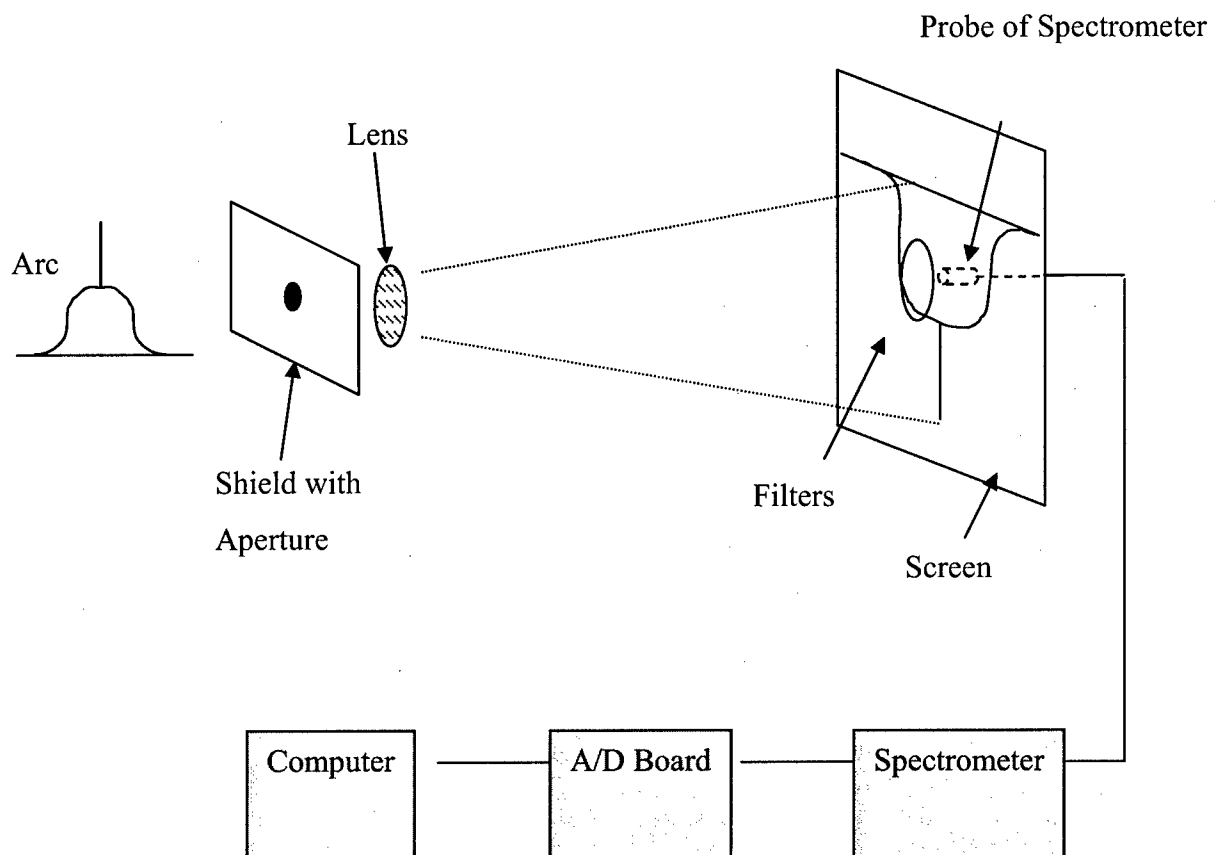 Probe of Spectrometer
Lens
Arc
Shield with
Aperture
Filters
Screen
Computer
A/D Board
Spectrometer